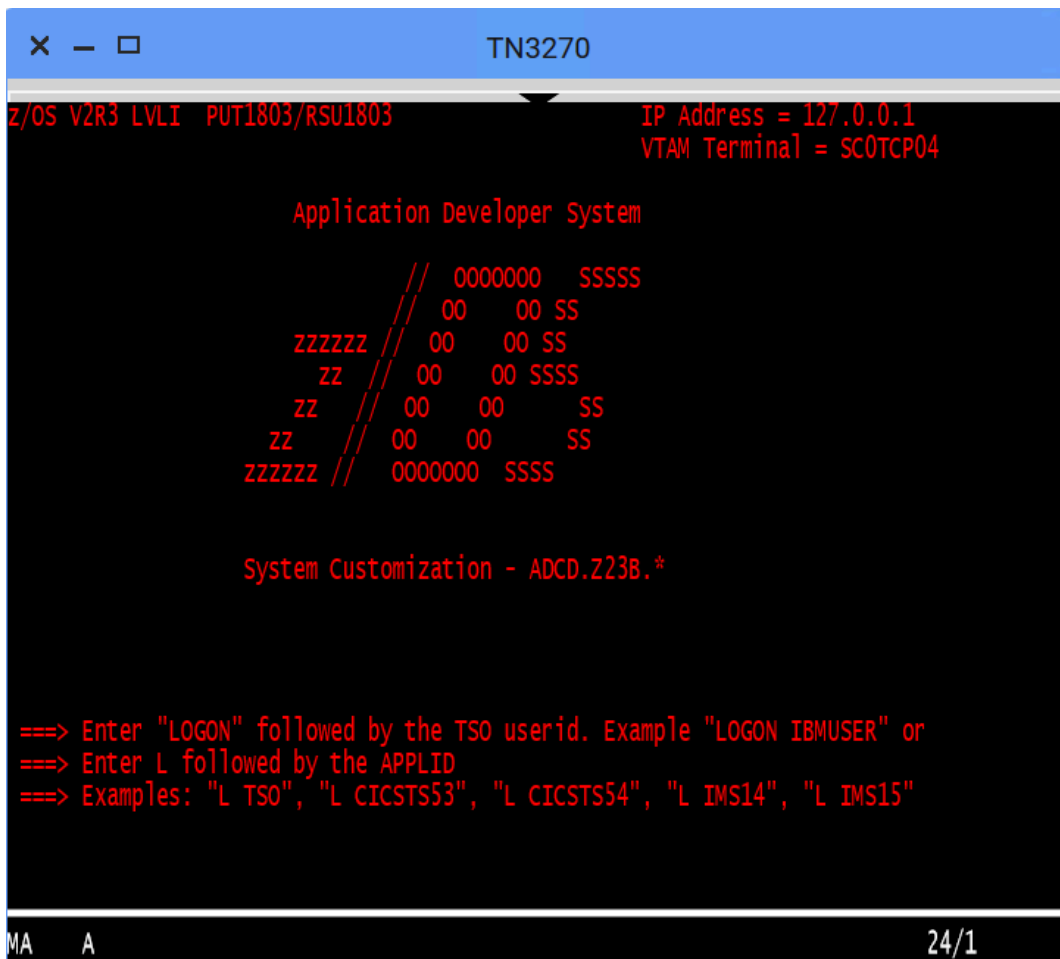 TN3270
z/OS V2R3 LVLI  PUT1803/RSU1803                    IP Address = 127.0.0.1
                                                   VTAM Terminal = SC0TCP04
                       Application Developer System
                                //  OOOOOOO   SSSSS
                               //  OO    OO SS
                       zzzzzz //  OO    OO SS
                         zz  //  OO    OO SSSS
                       zz   //  OO    OO      SS
                     zz    //  OO    OO      SS
                   zzzzzz //   OOOOOOO  SSSS
                   System Customization - ADCD.Z23B.*
 ===> Enter "LOGON" followed by the TSO userid. Example "LOGON IBMUSER" or
 ===> Enter L followed by the APPLID
 ===> Examples: "L TSO", "L CICSTS53", "L CICSTS54", "L IMS14", "L IMS15"
MA    A                                                                   24/1